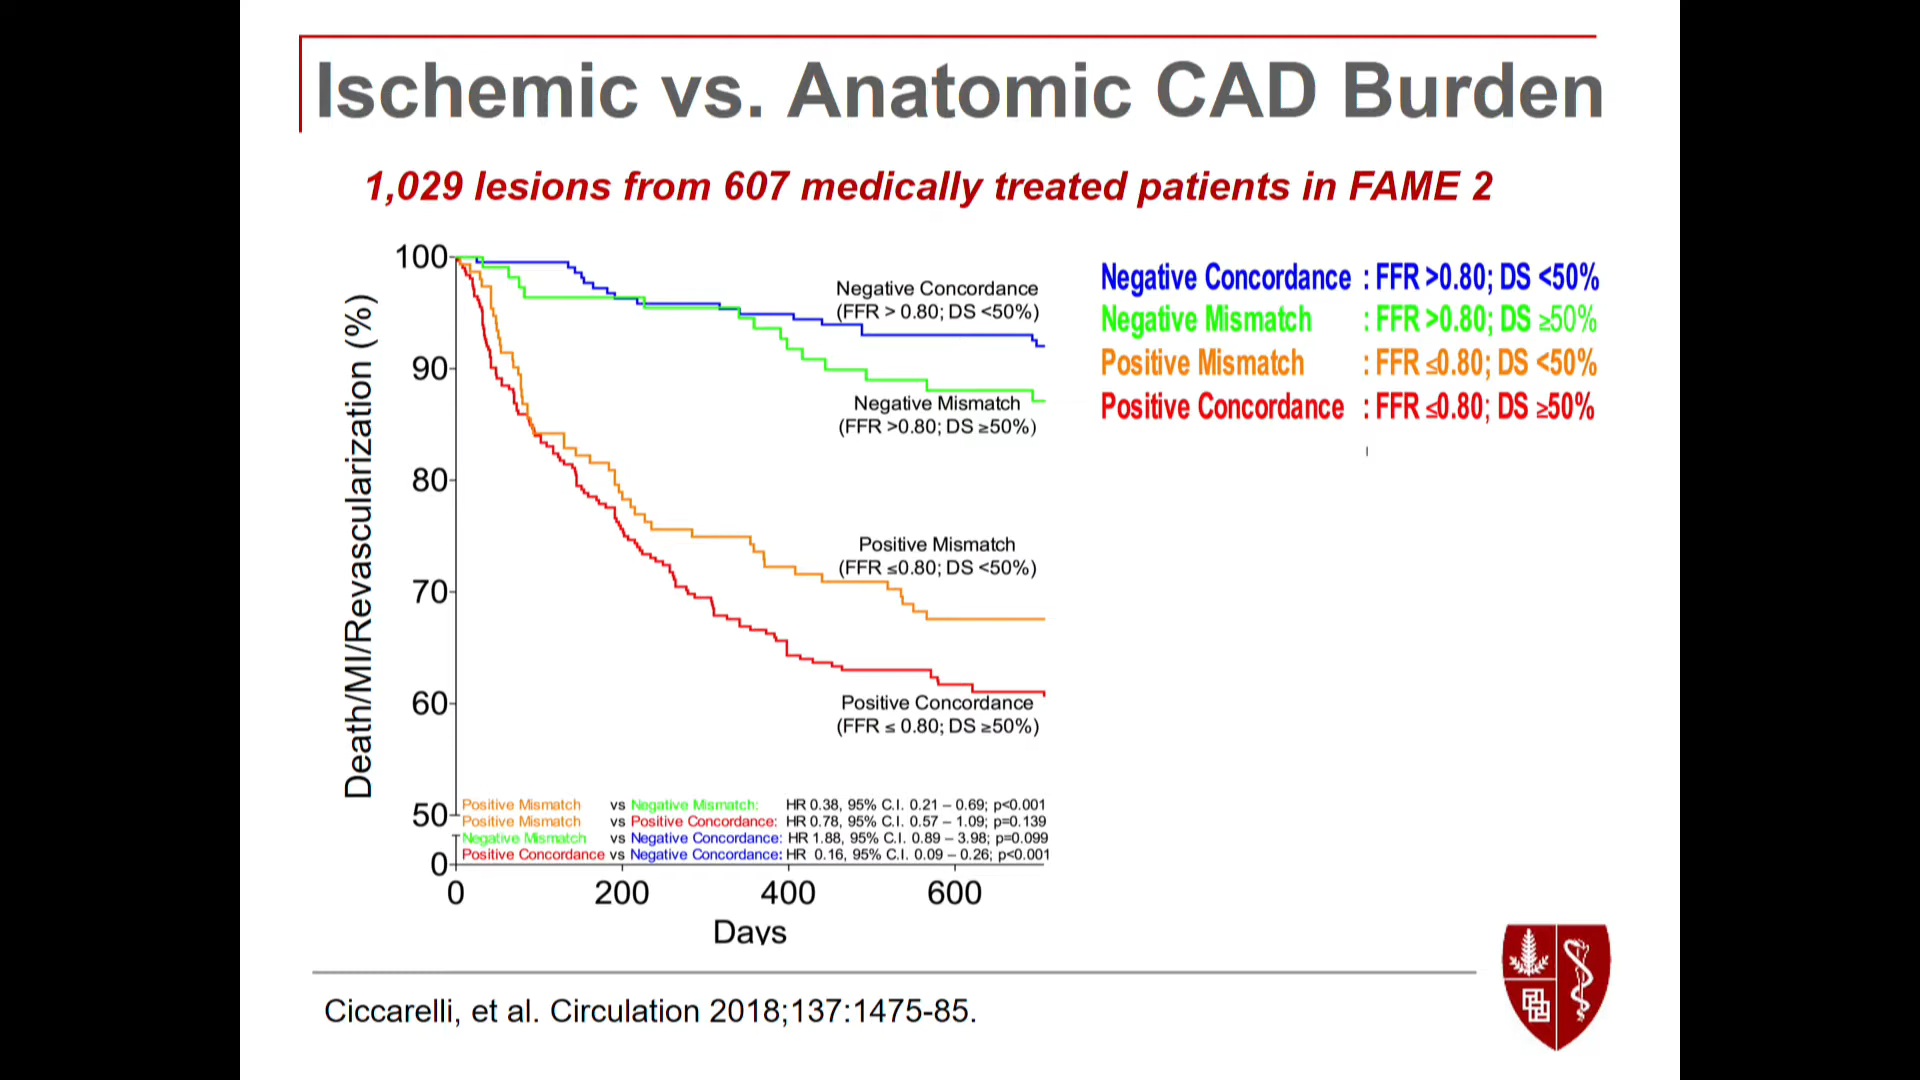 Ischemic vs. Anatomic CAD Burden
1,029 lesions from 607 medically treated patients in FAME 2
Death/MI/Revascularization (%)
100
90
80
70
60
50
0
0 200 400 600
Days
Negative Concordance
(FFR > 0.80; DS <50%)
Negative Mismatch
(FFR >0.80; DS ≥50%)
Positive Mismatch
(FFR ≤0.80; DS <50%)
Positive Concordance
(FFR ≤ 0.80; DS ≥50%)
Positive Mismatch vs Negative Mismatch: HR 0.38, 95% C.I. 0.21 – 0.69; p<0.001
Positive Mismatch vs Positive Concordance: HR 0.78, 95% C.I. 0.57 – 1.09; p=0.139
Negative Mismatch vs Negative Concordance: HR 1.88, 95% C.I. 0.89 – 3.98; p=0.099
Positive Concordance vs Negative Concordance: HR 0.16, 95% C.I. 0.09 – 0.26; p<0.001
Negative Concordance : FFR >0.80; DS <50%
Negative Mismatch : FFR >0.80; DS ≥50%
Positive Mismatch : FFR ≤0.80; DS <50%
Positive Concordance : FFR ≤0.80; DS ≥50%
Ciccarelli, et al. Circulation 2018;137:1475-85.